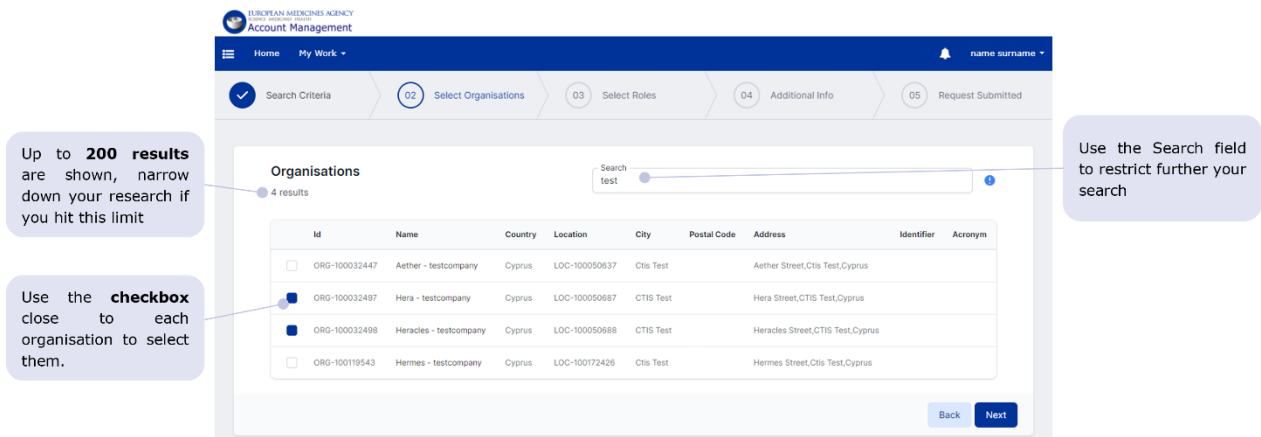 EUROPEAN MEDICINES AGENCY
SCIENCE MEDICINES HEALTH
Account Management
Home My Work name surname
Search Criteria 02 Select Organisations 03 Select Roles 04 Additional Info 05 Request Submitted
Up to 200 results
are shown, narrow
down your research if
you hit this limit
Use the Search field
to restrict further your
search
Organisations
4 results
Search
test
Id Name Country Location City Postal Code Address Identifier Acronym
ORG-100032447 Aether - testcompany Cyprus LOC-100050637 Ctis Test Aether Street,Ctis Test,Cyprus
ORG-100032497 Hera - testcompany Cyprus LOC-100050687 CTIS Test Hera Street,CTIS Test,Cyprus
ORG-100032498 Heracles - testcompany Cyprus LOC-100050688 CTIS Test Heracles Street,CTIS Test,Cyprus
ORG-100119543 Hermes - testcompany Cyprus LOC-100172426 Ctis Test Hermes Street,Ctis Test,Cyprus
Use the checkbox
close to each
organisation to select
them.
Back Next